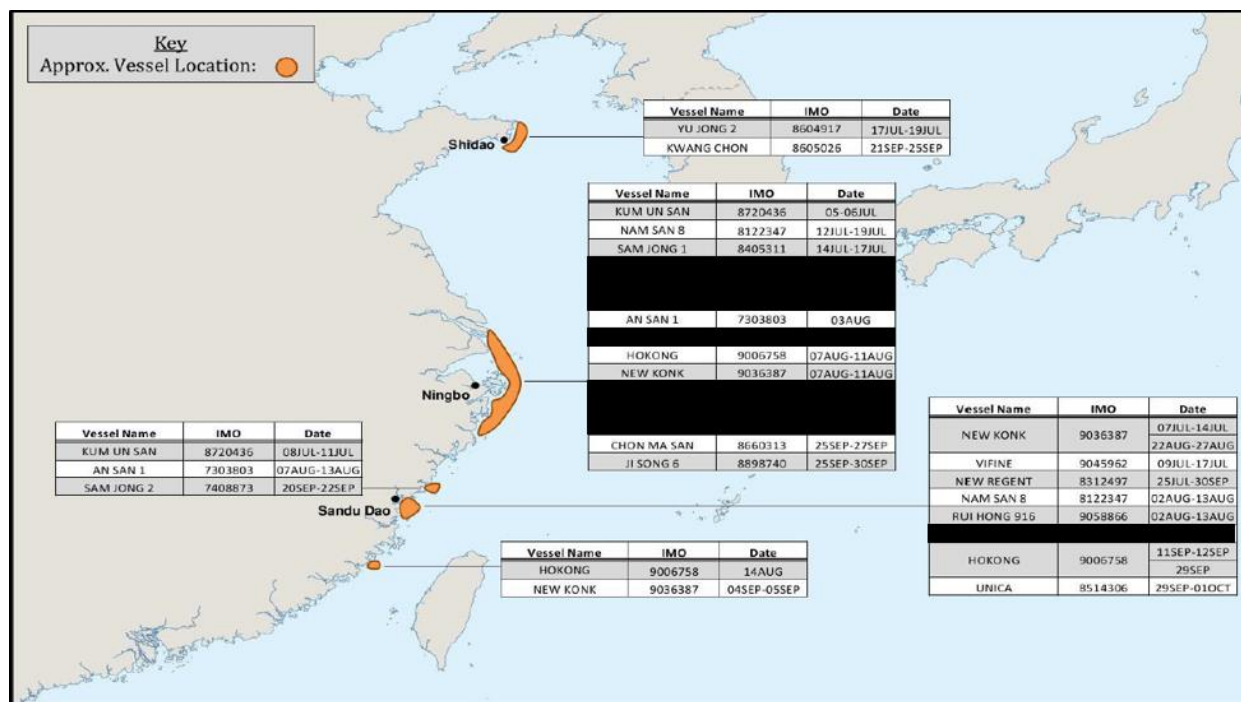 Key
Approx. Vessel Location:
Vessel Name IMO Date
YU JONG 2 8604917 17JUL-19JUL
KWANG CHON 8605026 21SEP-25SEP
Shidao
Vessel Name IMO Date
KUM UN SAN 8720436 05-06JUL
NAM SAN 8 8122347 12JUL-19JUL
SAM JONG 1 8405311 14JUL-17JUL
AN SAN 1 7303803 03AUG
HOKONG 9006758 07AUG-11AUG
NEW KONK 9036387 07AUG-11AUG
CHON MA SAN 8660313 25SEP-27SEP
JI SONG 6 8898740 25SEP-30SEP
Ningbo
Vessel Name IMO Date
KUM UN SAN 8720436 08JUL-11JUL
AN SAN 1 7303803 07AUG-13AUG
SAM JONG 2 7408873 20SEP-22SEP
Sandu Dao
Vessel Name IMO Date
NEW KONK 9036387 07JUL-14JUL
22AUG-27AUG
VIFINE 9045962 09JUL-17JUL
NEW REGENT 8312497 25JUL-30SEP
NAM SAN 8 8122347 02AUG-13AUG
RUI HONG 916 9058866 02AUG-13AUG
HOKONG 9006758 11SEP-12SEP
29SEP
UNICA 8514306 29SEP-01OCT
Vessel Name IMO Date
HOKONG 9006758 14AUG
NEW KONK 9036387 04SEP-05SEP